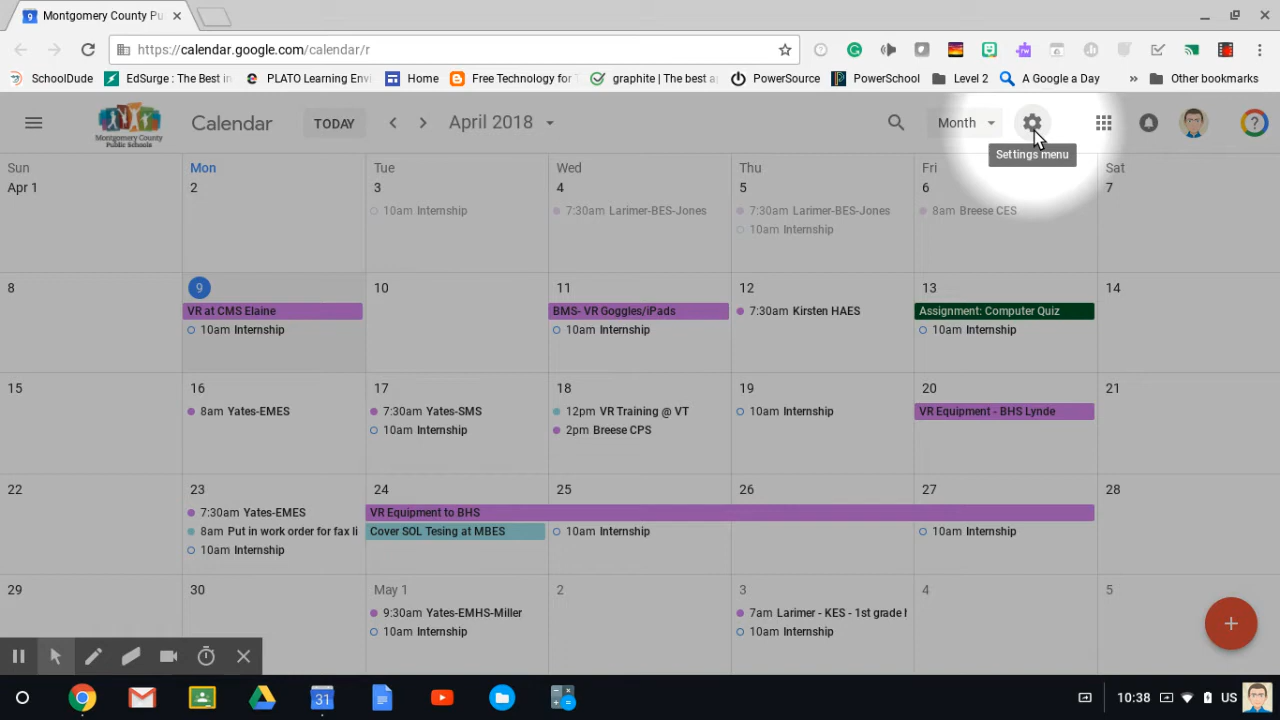 Montgomery County Pu
https://calendar.google.com/calendar/r
SchoolDude
EdSurge : The Best in
PLATO Learning Envi
Home
Free Technology for T
graphite | The best ap
PowerSource
PowerSchool
Level 2
A Google a Day
Other bookmarks
Montgomery County
Public Schools
Calendar
TODAY
April 2018
Month
Settings menu
Sun
Mon
Tue
Wed
Thu
Fri
Sat
Apr 1
2
3
4
5
6
7
10am Internship
7:30am Larimer-BES-Jones
7:30am Larimer-BES-Jones
8am Breese CES
10am Internship
8
9
10
11
12
13
14
VR at CMS Elaine
BMS- VR Goggles/iPads
7:30am Kirsten HAES
Assignment: Computer Quiz
10am Internship
10am Internship
10am Internship
15
16
17
18
19
20
21
8am Yates-EMES
7:30am Yates-SMS
12pm VR Training @ VT
10am Internship
VR Equipment - BHS Lynde
10am Internship
2pm Breese CPS
22
23
24
25
26
27
28
7:30am Yates-EMES
VR Equipment to BHS
8am Put in work order for fax li
Cover SOL Tesing at MBES
10am Internship
10am Internship
10am Internship
29
30
May 1
2
3
4
5
9:30am Yates-EMHS-Miller
7am Larimer - KES - 1st grade
10am Internship
10am Internship
31
10:38
US